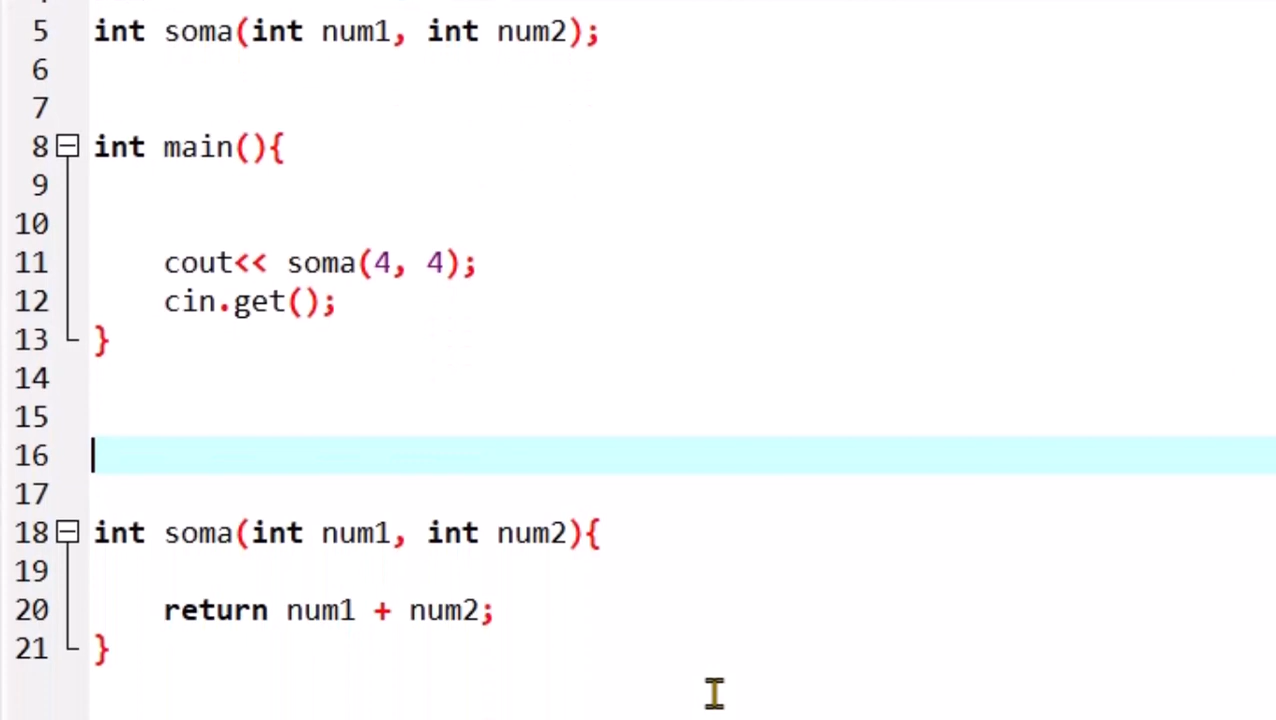 5 int soma(int num1, int num2);
6
7
8 int main(){
9
10
11 cout<< soma(4, 4);
12 cin.get();
13 }
14
15
16
17
18 int soma(int num1, int num2){
19
20 return num1 + num2;
21 }